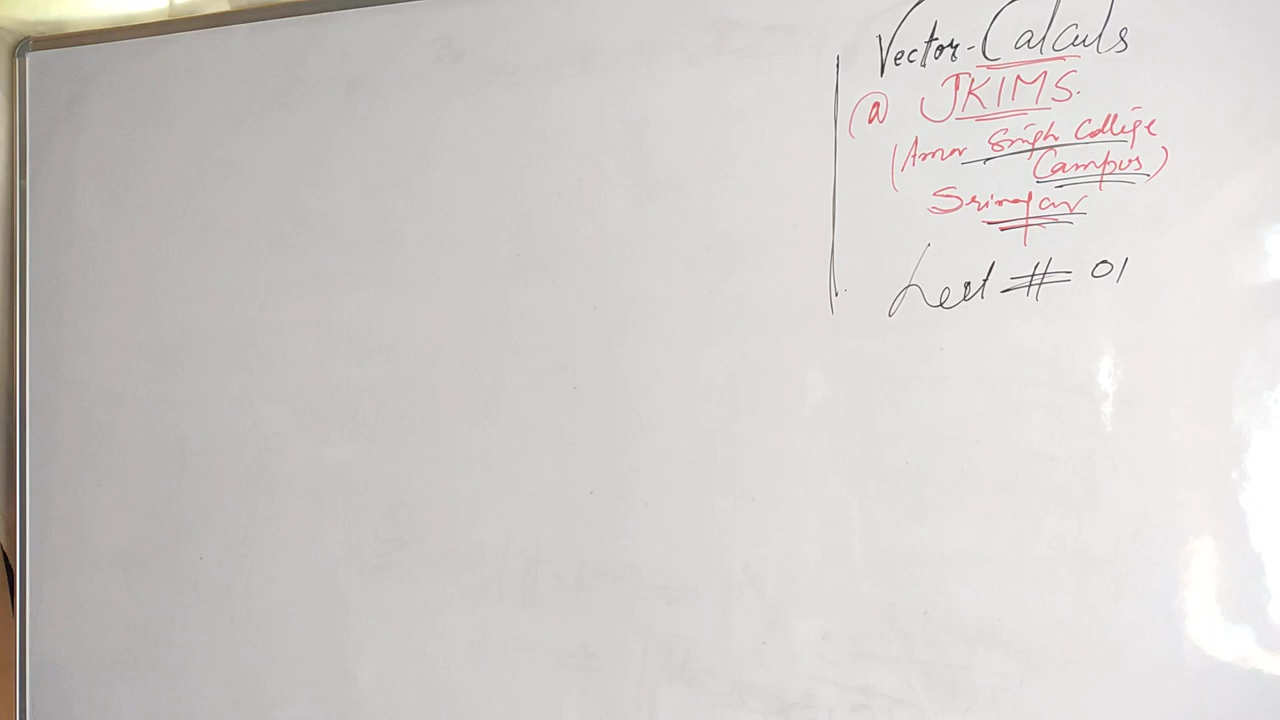 Vector-Calculs
@ JKIMS.
(Amar Singh College
Campus)
Srinagar
Lect # 01